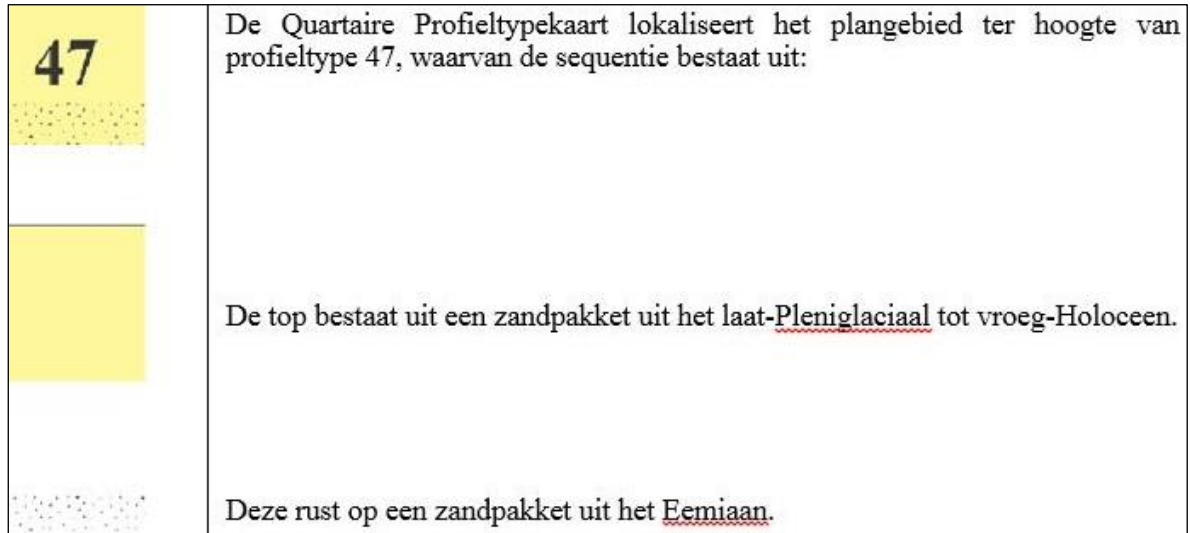 47
De Quartaire Profieltypekaart lokaliseert het plangebied ter hoogte van
profieltype 47, waarvan de sequentie bestaat uit:
De top bestaat uit een zandpakket uit het laat-Pleniglaciaal tot vroeg-Holoceen.
Deze rust op een zandpakket uit het Eemiaan.